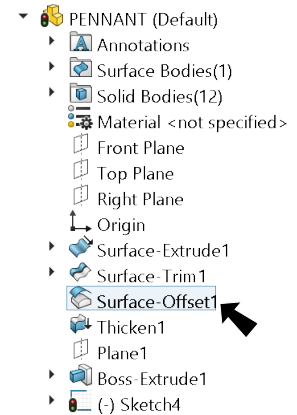 PENNANT (Default)
Annotations
Surface Bodies(1)
Solid Bodies(12)
Material <not specified>
Front Plane
Top Plane
Right Plane
Origin
Surface-Extrude1
Surface-Trim1
Surface-Offset1
Thicken1
Plane1
Boss-Extrude1
(-) Sketch4